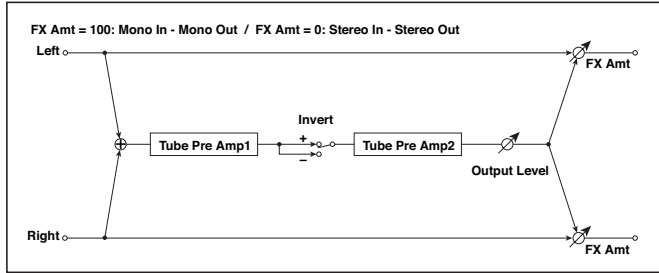 FX Amt = 100: Mono In - Mono Out / FX Amt = 0: Stereo In - Stereo Out
Left
FX Amt
Invert
+
Tube Pre Amp1
Tube Pre Amp2
−
Output Level
Right
FX Amt